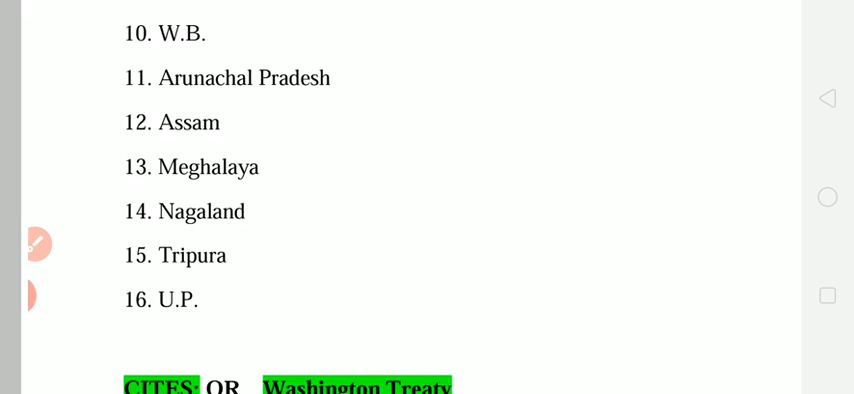 10. W.B.
11. Arunachal Pradesh
12. Assam
13. Meghalaya
14. Nagaland
15. Tripura
16. U.P.
CITES: OR Washington Treaty